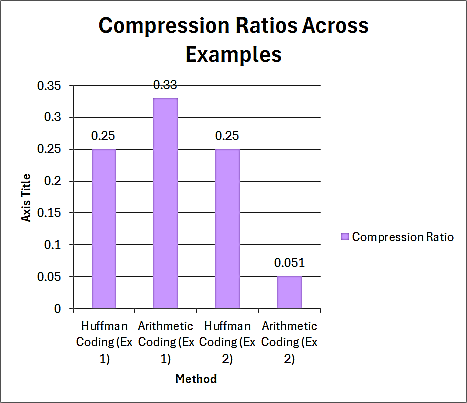 Compression Ratios Across
Examples
0.35
0.3
0.25
0.2
0.15
0.1
0.05
0
Axis Title
0.25
0.33
0.25
0.051
Huffman
Coding (Ex
1)
Arithmetic
Coding (Ex
1)
Huffman
Coding (Ex
2)
Arithmetic
Coding (Ex
2)
Method
Compression Ratio